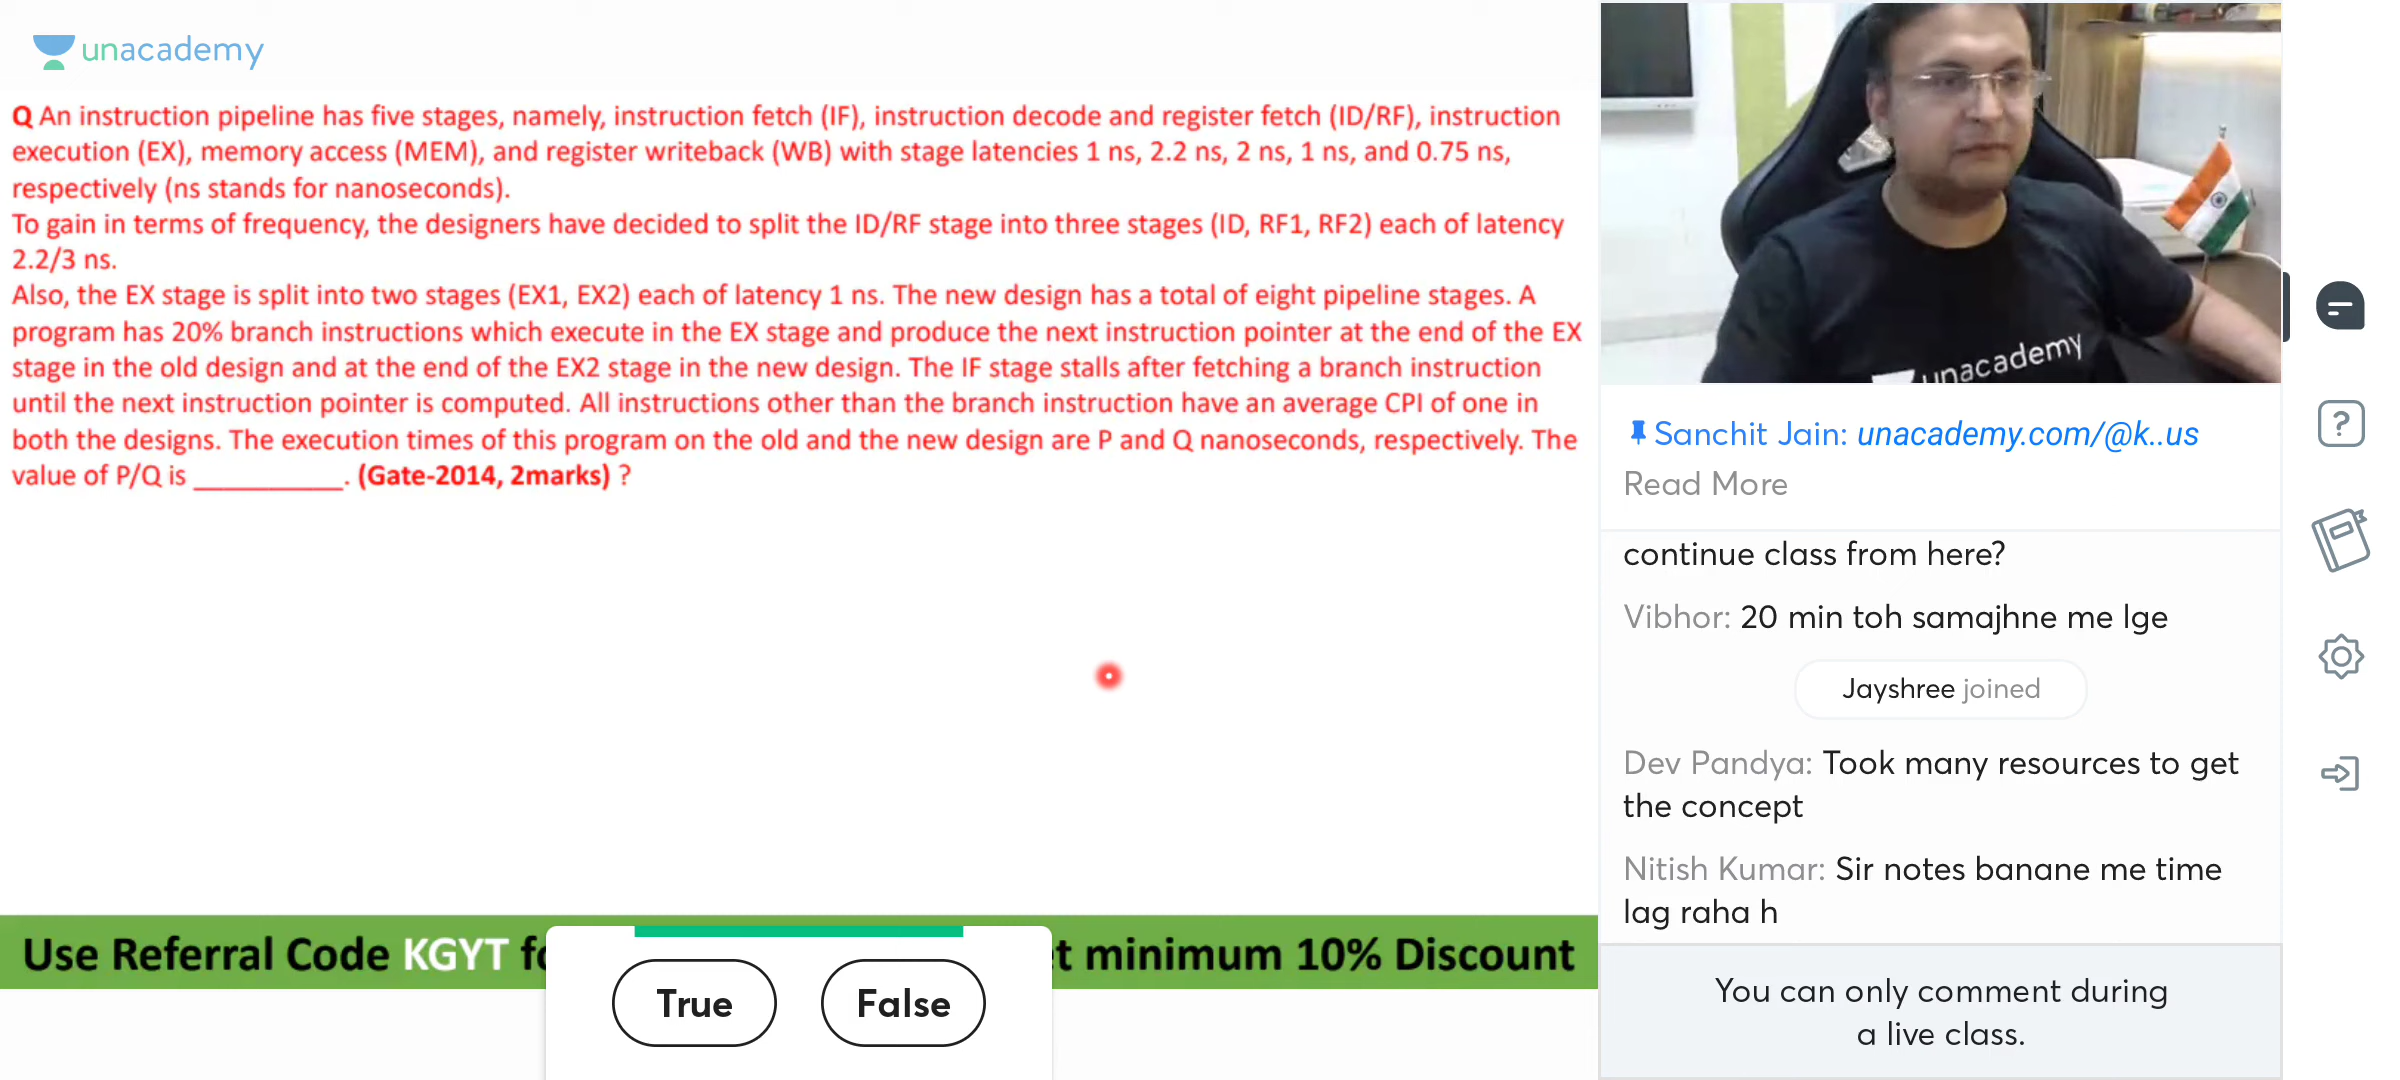 unacademy
Q An instruction pipeline has five stages, namely, instruction fetch (IF), instruction decode and register fetch (ID/RF), instruction
execution (EX), memory access (MEM), and register writeback (WB) with stage latencies 1 ns, 2.2 ns, 2 ns, 1 ns, and 0.75 ns,
respectively (ns stands for nanoseconds).
To gain in terms of frequency, the designers have decided to split the ID/RF stage into three stages (ID, RF1, RF2) each of latency
2.2/3 ns.
Also, the EX stage is split into two stages (EX1, EX2) each of latency 1 ns. The new design has a total of eight pipeline stages. A
program has 20% branch instructions which execute in the EX stage and produce the next instruction pointer at the end of the EX
stage in the old design and at the end of the EX2 stage in the new design. The IF stage stalls after fetching a branch instruction
until the next instruction pointer is computed. All instructions other than the branch instruction have an average CPI of one in
both the designs. The execution times of this program on the old and the new design are P and Q nanoseconds, respectively. The
value of P/Q is __________. (Gate-2014, 2marks) ?
Use Referral Code KGYT minimum 10% Discount
True
False
unacademy
Sanchit Jain: unacademy.com/@k..us
Read More
continue class from here?
Vibhor: 20 min toh samajhne me lge
Jayshree joined
Dev Pandya: Took many resources to get
the concept
Nitish Kumar: Sir notes banane me time
lag raha h
You can only comment during
a live class.